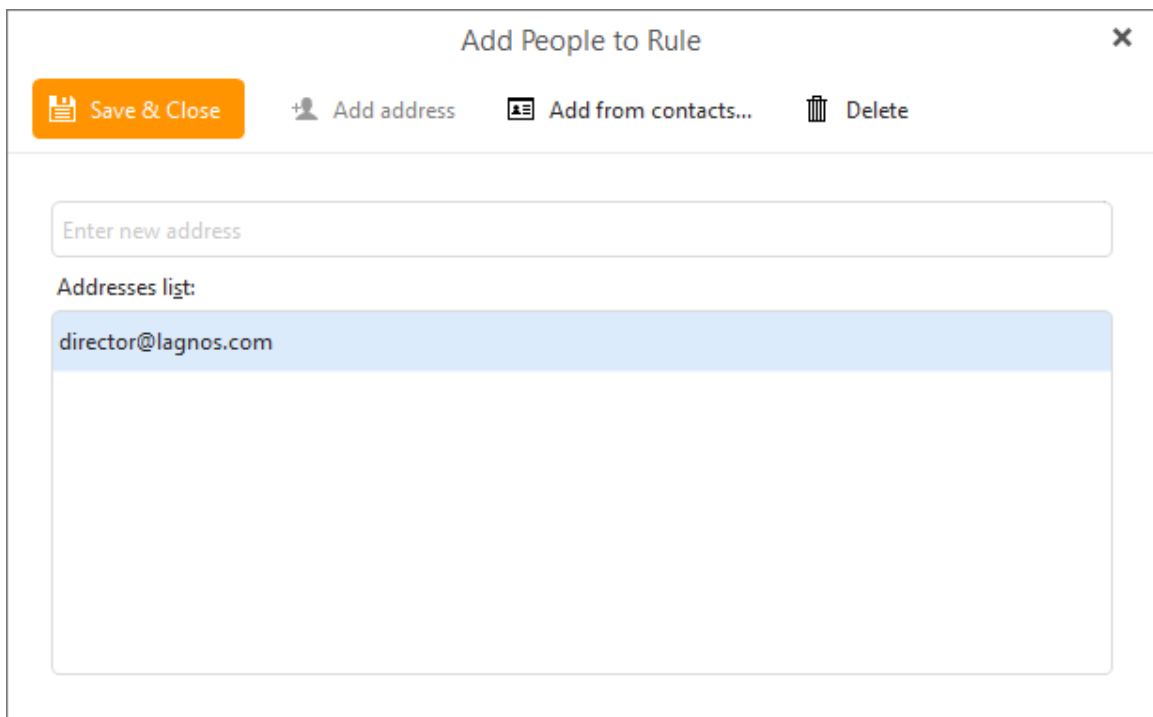 Add People to Rule
Save & Close Add address Add from contacts... Delete
Enter new address
Addresses list:
director@lagnos.com